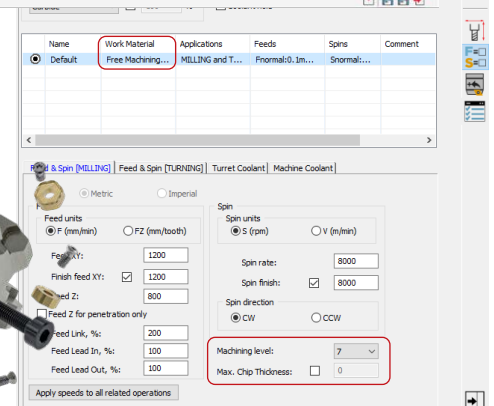 Name Work Material Applications Feeds Spins Comment
Default Free Machining... MILLING and T... Fnormal:0.1m... Snormal:...
F=
S=
& Spin [MILLING] Feed & Spin [TURNING] Turret Coolant Machine Coolant
Metric Imperial
Spin
Feed units Spin units
F (mm/min) FZ (mm/tooth) S (rpm) V (m/min)
XY: 1200 Spin rate: 8000
Finish feed XY: 1200 Spin finish: 8000
Feed Z: 800
Spin direction
Feed Z for penetration only CW CCW
Feed Link, %: 200
Feed Lead In, %: 100 Machining level: 7
Feed Lead Out, %: 100 Max. Chip Thickness: 0
Apply speeds to all related operations